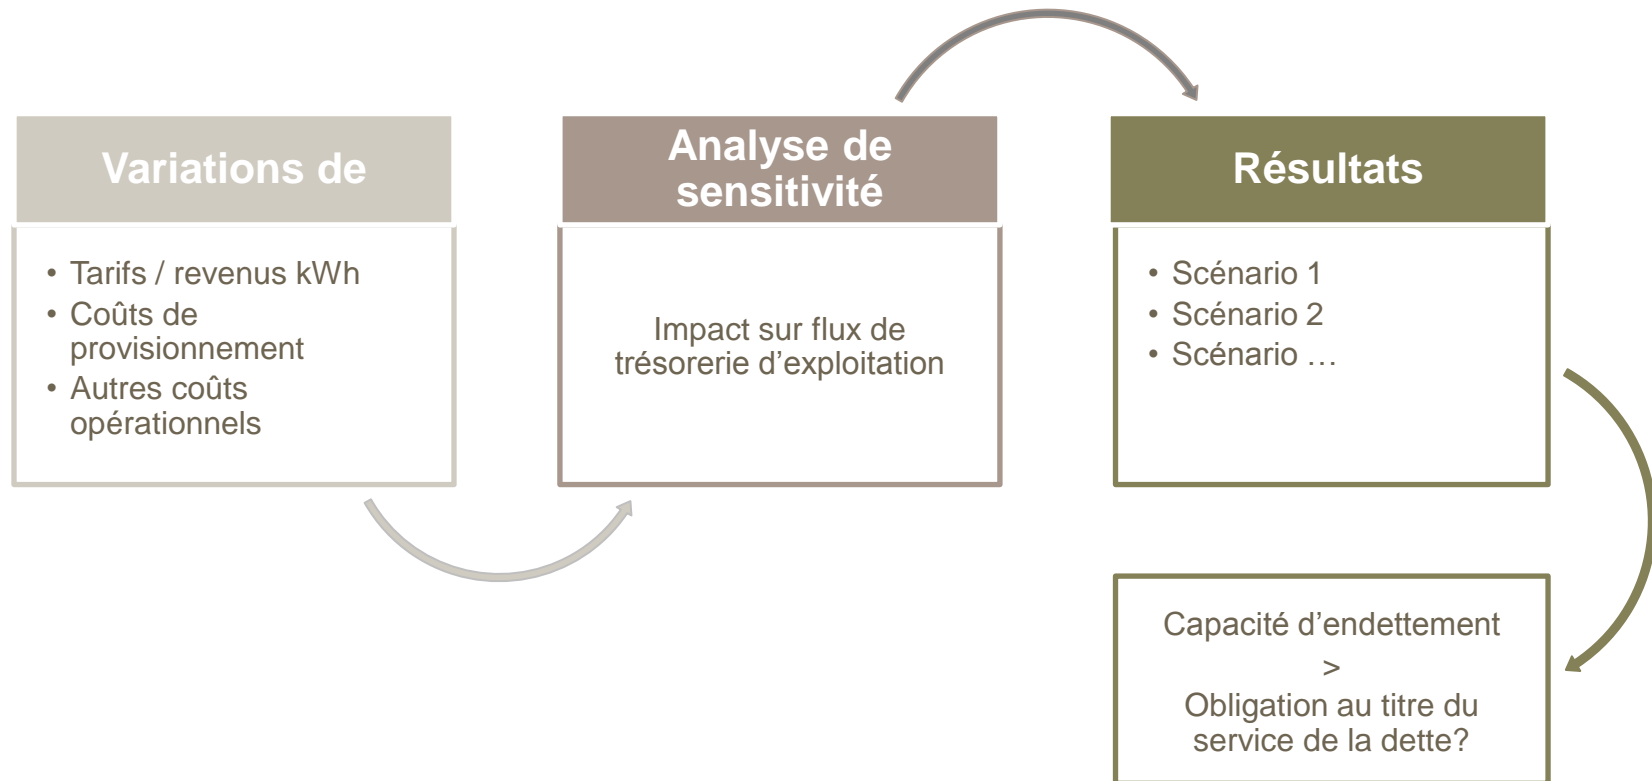 Variations de
• Tarifs / revenus kWh
• Coûts de
provisionnement
• Autres coûts
opérationnels
Analyse de
sensitivité
Impact sur flux de
trésorerie d’exploitation
Résultats
• Scénario 1
• Scénario 2
• Scénario …
Capacité d’endettement
>
Obligation au titre du
service de la dette?